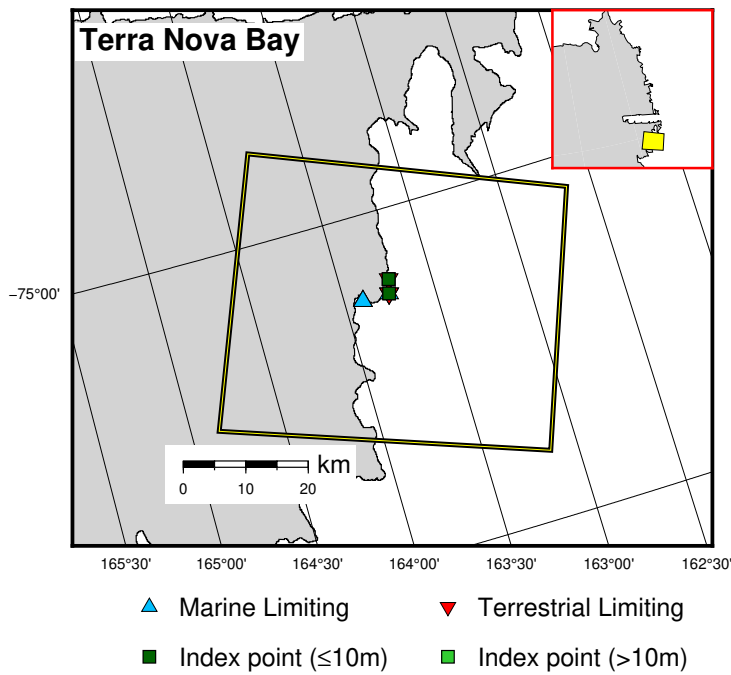 Terra Nova Bay
−75°00'
km
0 10 20
165°30' 165°00' 164°30' 164°00' 163°30' 163°00' 162°30'
Marine Limiting Terrestrial Limiting
Index point (≤10m) Index point (>10m)